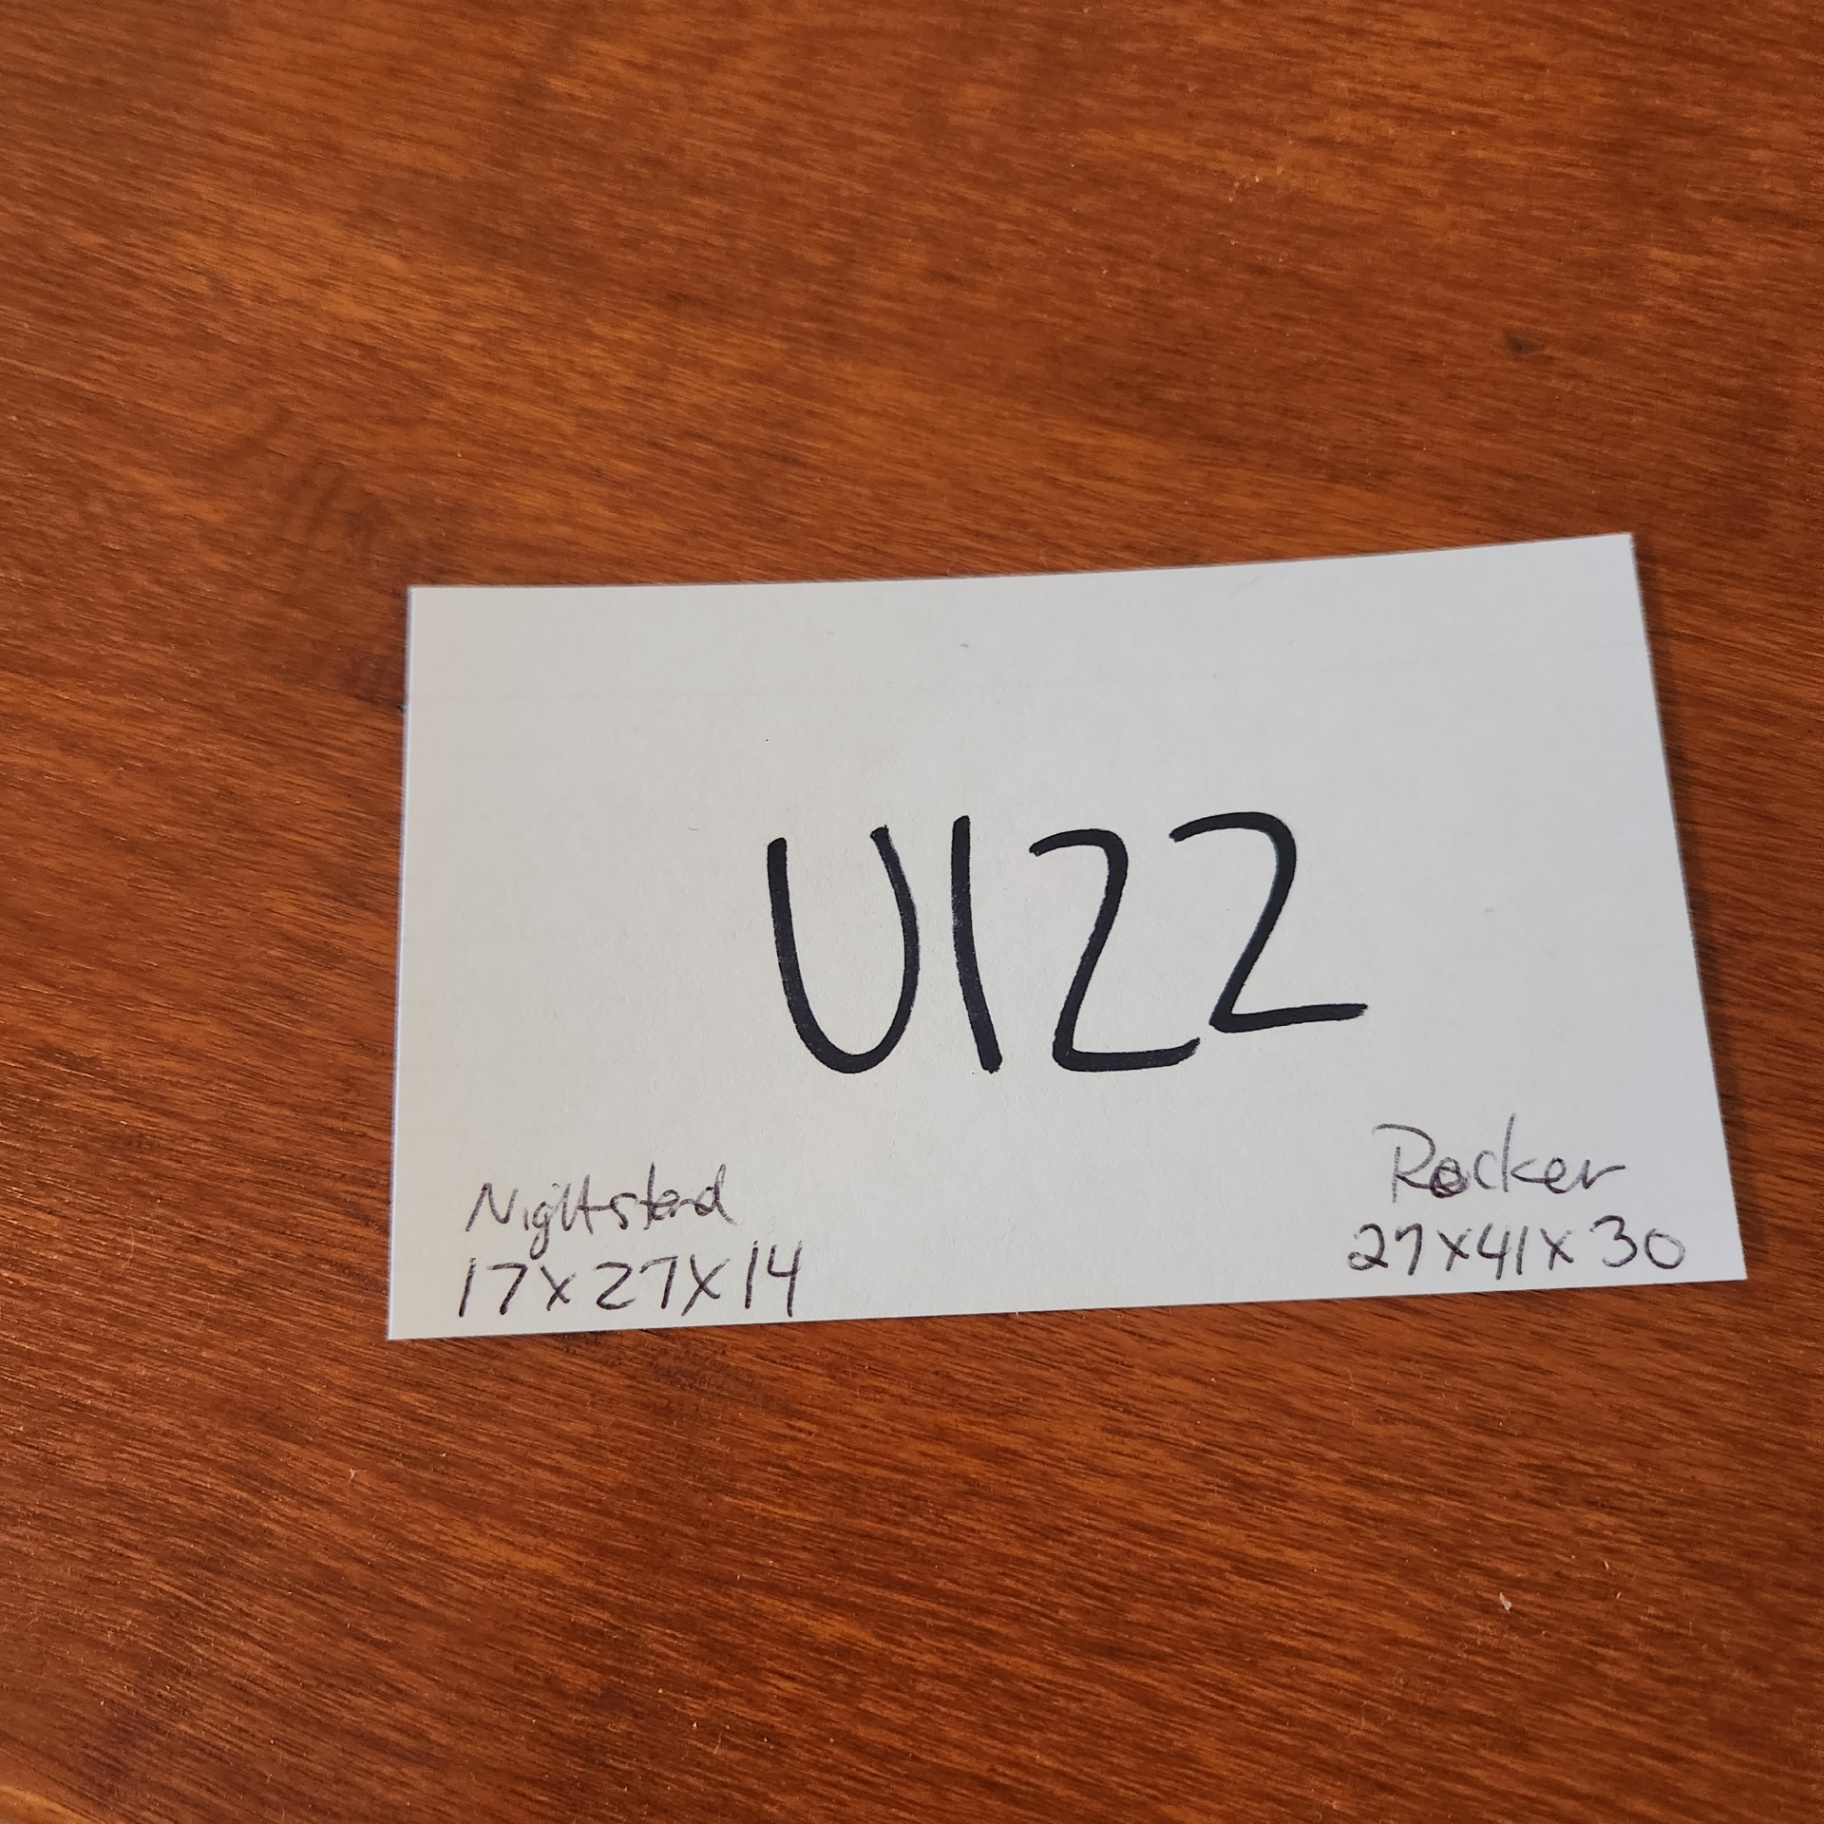 U122
Nightstand
17x27x14
Rocker
27x41x30